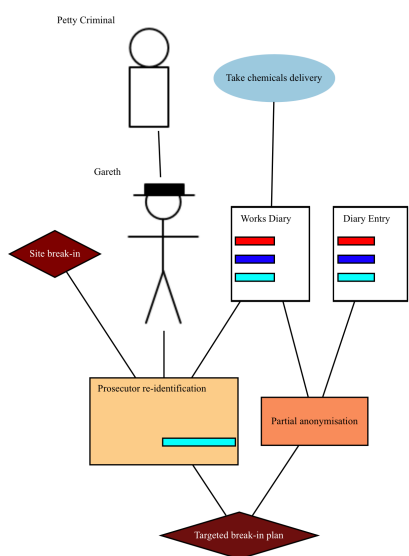 Petty Criminal
Take chemicals delivery
Gareth
Works Diary
Diary Entry
Site break-in
Prosecutor re-identification
Partial anonymisation
Targeted break-in plan